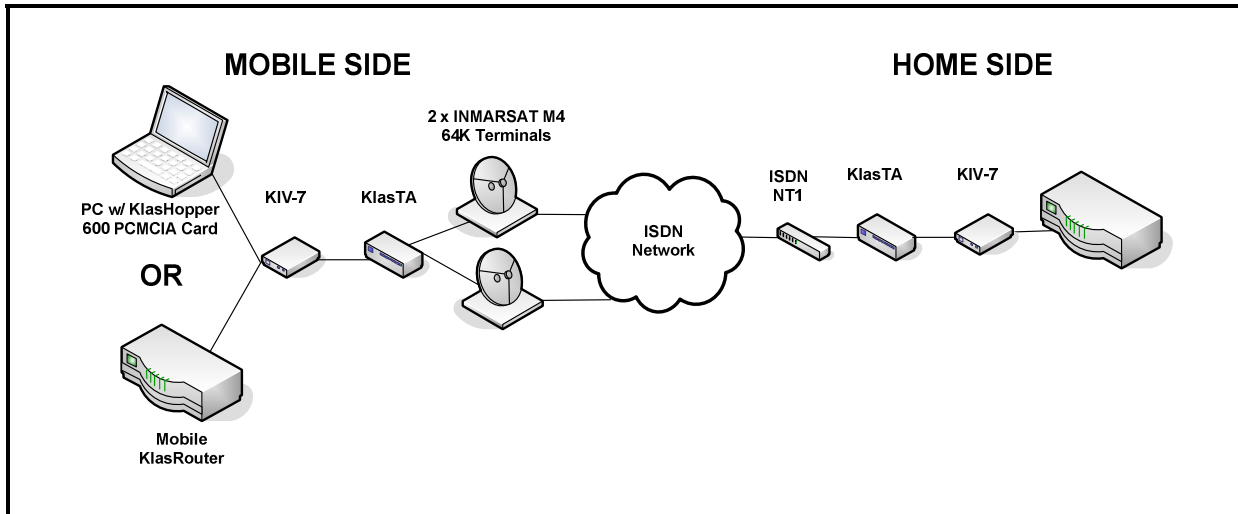 MOBILE SIDE
HOME SIDE
2 x INMARSAT M4
64K Terminals
PC w/ KlasHopper
600 PCMCIA Card
KIV-7
KlasTA
OR
Mobile
KlasRouter
ISDN
Network
ISDN
NT1
KlasTA
KIV-7